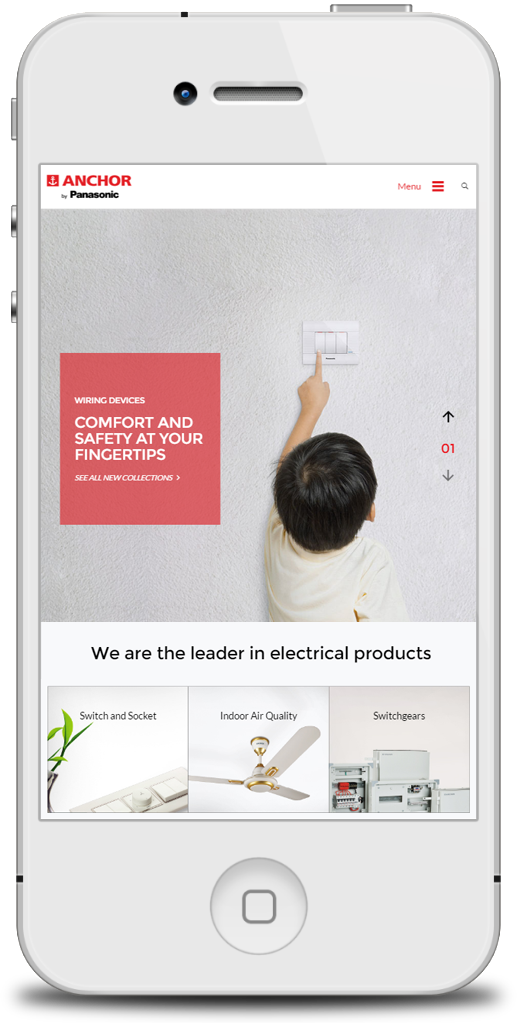 ANCHOR
by Panasonic
Menu
WIRING DEVICES
COMFORT AND
SAFETY AT YOUR
FINGERTIPS
SEE ALL NEW COLLECTIONS >
01
We are the leader in electrical products
Switch and Socket
Indoor Air Quality
Switchgears